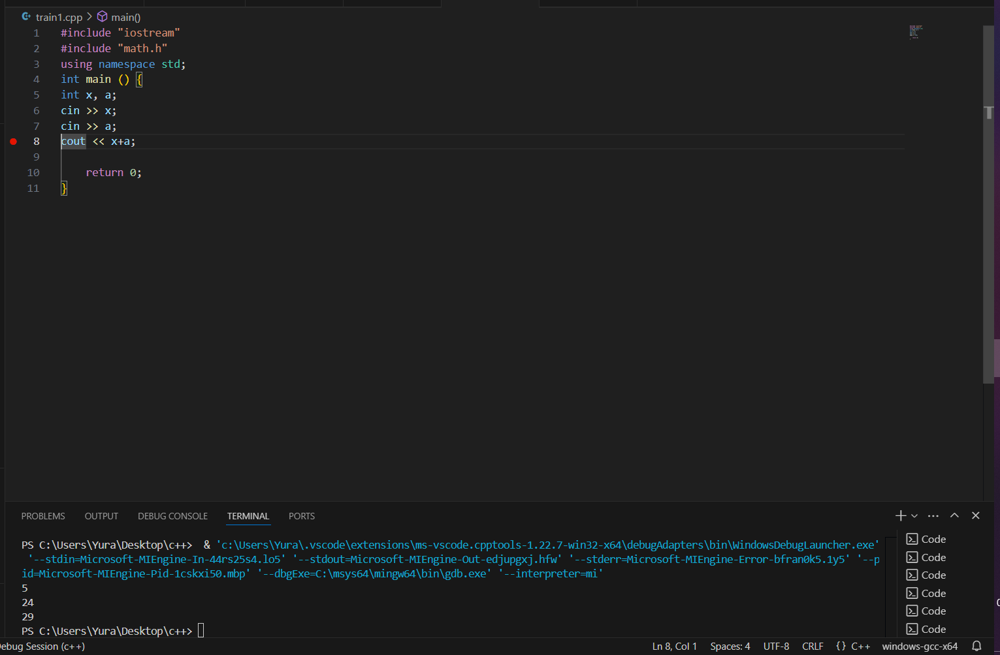 train1.cpp > main()
1 #include "iostream"
2 #include "math.h"
3 using namespace std;
4 int main () {
5 int x, a;
6 cin >> x;
7 cin >> a;
8 cout << x+a;
9
10 return 0;
11 }
PROBLEMS OUTPUT DEBUG CONSOLE TERMINAL PORTS
PS C:\Users\Yura\Desktop\c++> & 'c:\Users\Yura\.vscode\extensions\ms-vscode.cpptools-1.22.7-win32-x64\debugAdapters\bin\WindowsDebugLauncher.exe'
'--stdin=Microsoft-MIEngine-In-44rs25s4.lo5' '--stdout=Microsoft-MIEngine-Out-edjupgxj.hfw' '--stderr=Microsoft-MIEngine-Error-bfran0k5.1y5' '--p
id=Microsoft-MIEngine-Pid-1cskxi50.mbp' '--dbgExe=C:\msys64\mingw64\bin\gdb.exe' '--interpreter=mi'
5
24
29
PS C:\Users\Yura\Desktop\c++>
Code
Code
Code
Code
Code
Code
ebug Session (c++) Ln 8, Col 1 Spaces: 4 UTF-8 CRLF {} C++ windows-gcc-x64